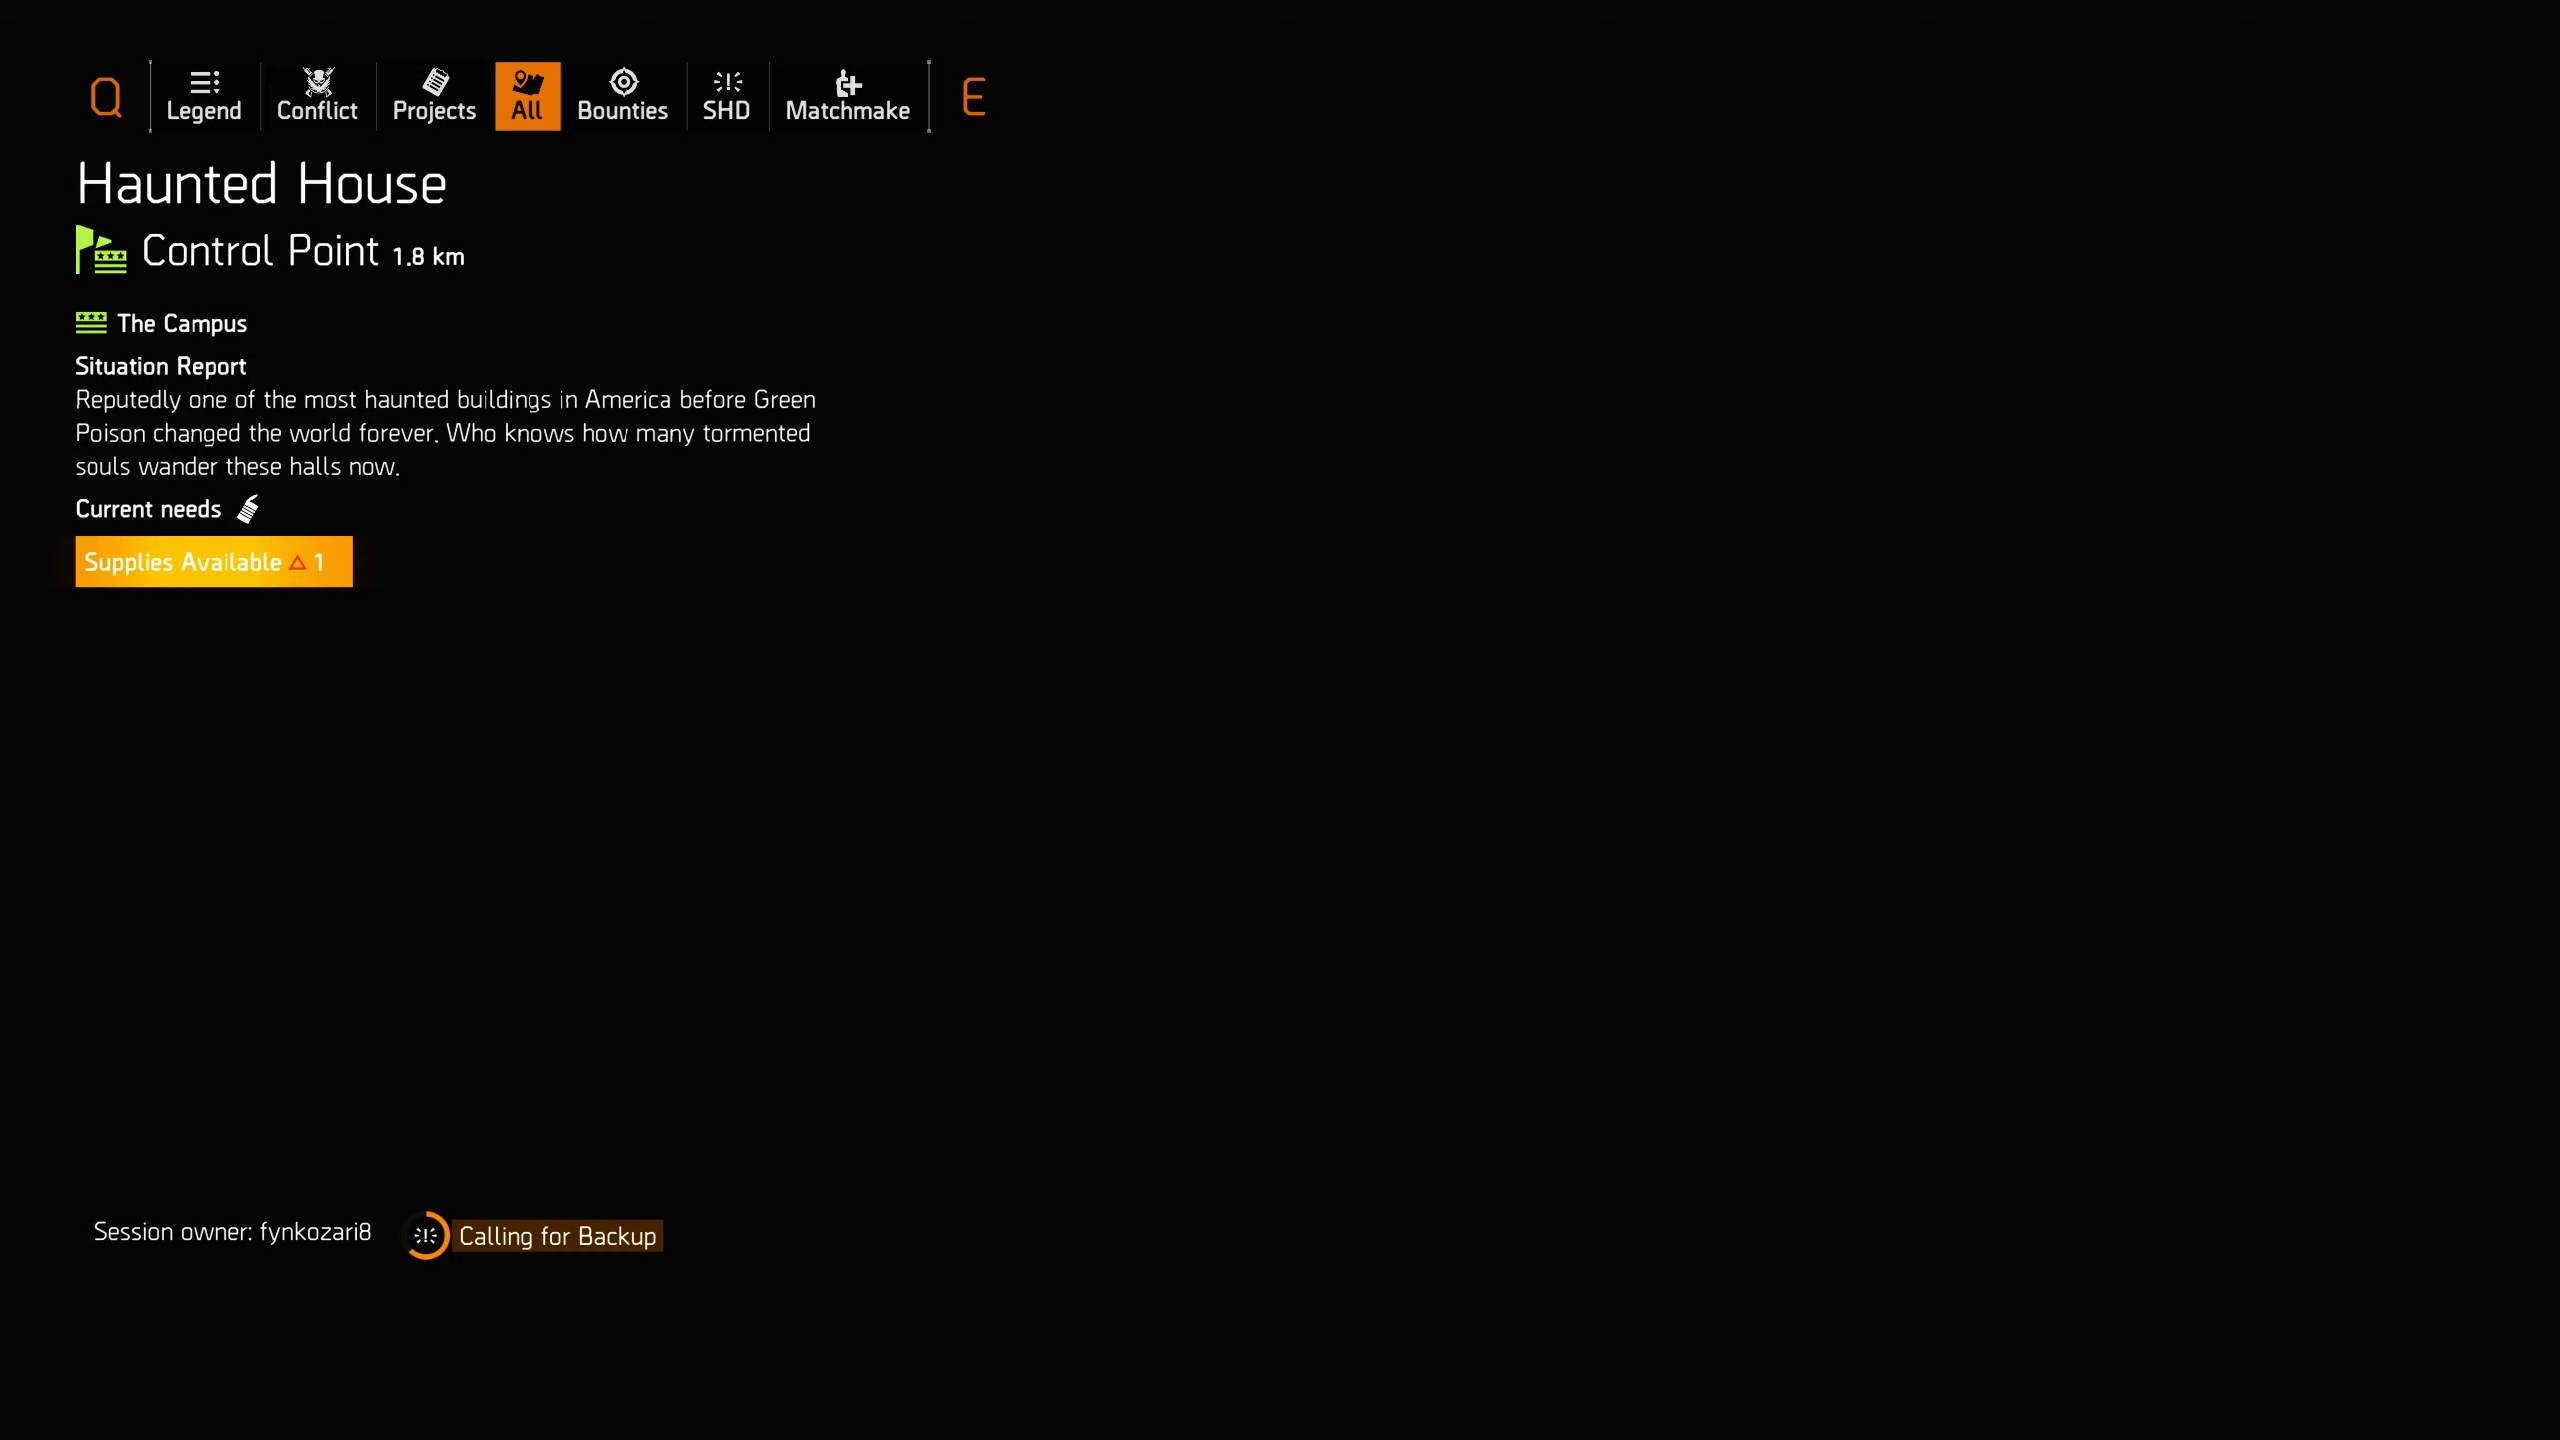 Q Legend Conflict Projects All Bounties SHD Matchmake E
Haunted House
Control Point 1.8 km
The Campus
Situation Report
Reputedly one of the most haunted buildings in America before Green
Poison changed the world forever. Who knows how many tormented
souls wander these halls now.
Current needs
Supplies Available 1
Session owner: fynkozari8 Calling for Backup